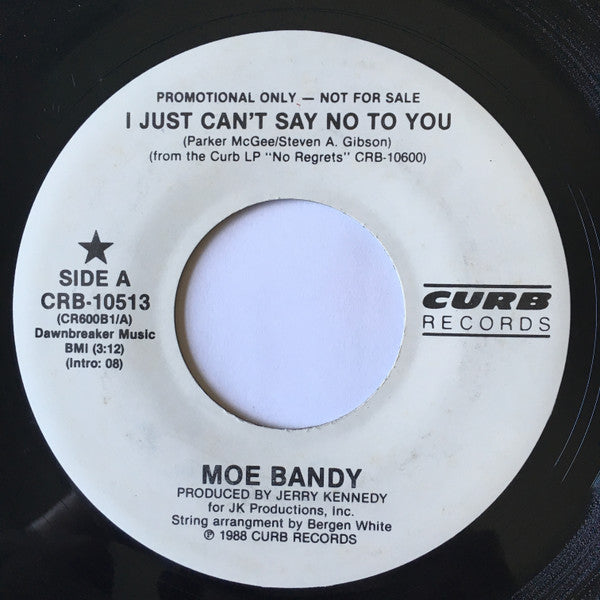 PROMOTIONAL ONLY — NOT FOR SALE
I JUST CAN'T SAY NO TO YOU
(Parker McGee/Steven A. Gibson)
(from the Curb LP "No Regrets" CRB-10600)
★
SIDE A
CRB-10513
(CR600B1/A)
Dawnbreaker Music
BMI (3:12)
(Intro: 08)
CURB
RECORDS
MOE BANDY
PRODUCED BY JERRY KENNEDY
for JK Productions, Inc.
String arrangment by Bergen White
℗ 1988 CURB RECORDS